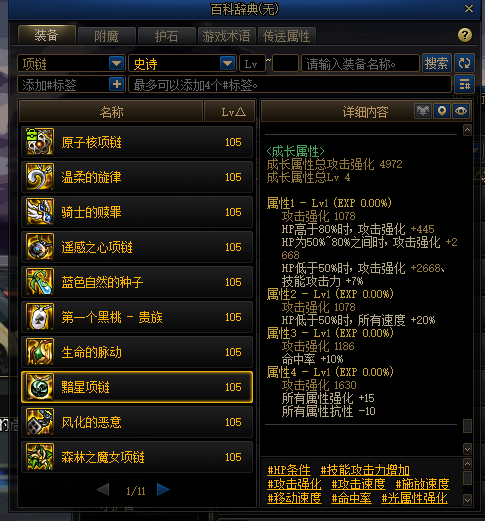 百科辞典(无)
装备 附魔 护石 游戏术语 传送属性
项链 史诗 Lv ~ 请输入装备名称。 搜索
添加#标签 最多可以添加4个#标签。
名称 Lv△ 详细内容
原子核项链 105
温柔的旋律 105
骑士的赎罪 105
遥感之心项链 105
蓝色自然的种子 105
第一个黑桃 - 贵族 105
生命的脉动 105
黯星项链 105
风化的恶意 105
森林之魔女项链 105
1/11
<成长属性>
成长属性总攻击强化 4972
成长属性总Lv 4
属性1 - Lv1 (EXP 0.00%)
攻击强化 1078
HP高于80%时, 攻击强化 +445
HP为50%~80%之间时, 攻击强化 +2
668
HP低于50%时, 攻击强化 +2668、
技能攻击力 +7%
属性2 - Lv1 (EXP 0.00%)
攻击强化 1078
HP低于50%时, 所有速度 +20%
属性3 - Lv1 (EXP 0.00%)
攻击强化 1186
命中率 +10%
属性4 - Lv1 (EXP 0.00%)
攻击强化 1630
所有属性强化 +15
所有属性抗性 -10
#HP条件 #技能攻击力增加
#攻击强化 #攻击速度 #施放速度
#移动速度 #命中率 #光属性强化